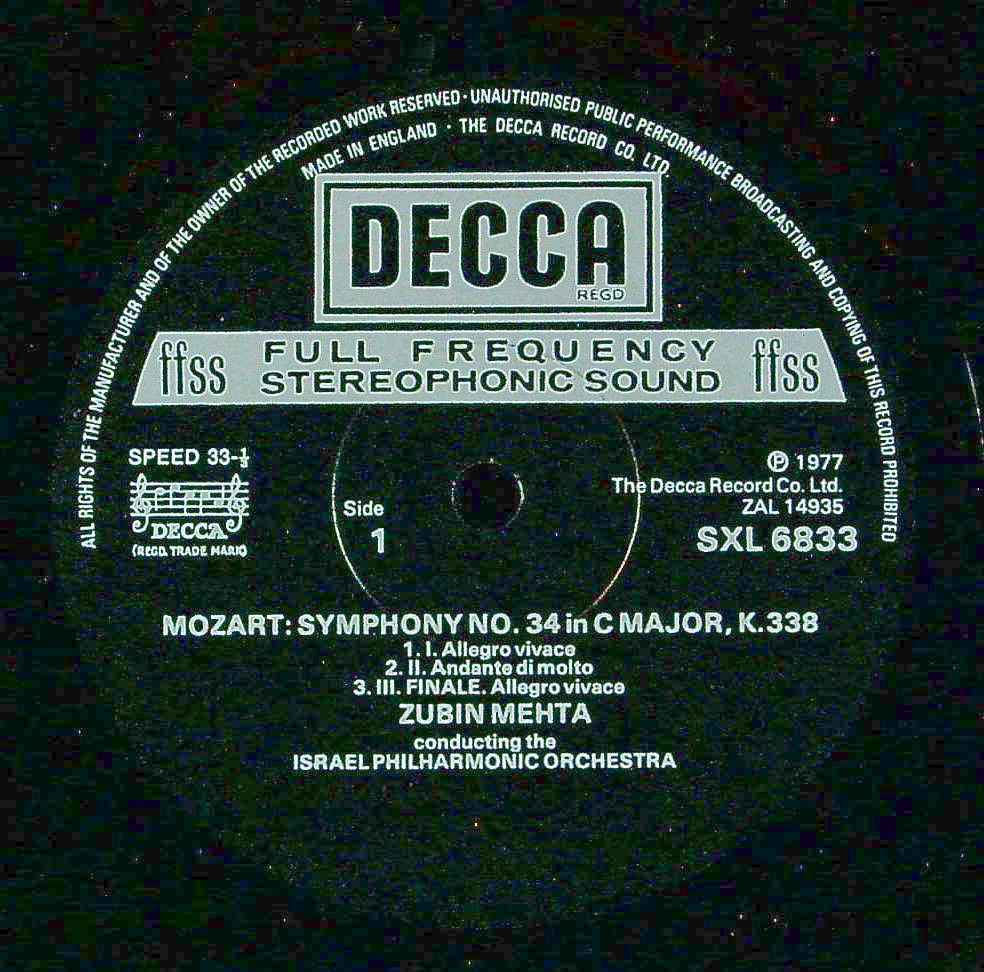 ALL RIGHTS OF THE MANUFACTURER AND OF THE OWNER OF THE RECORDED WORK RESERVED · UNAUTHORISED PUBLIC PERFORMANCE BROADCASTING AND COPYING OF THIS RECORD PROHIBITED
MADE IN ENGLAND · THE DECCA RECORD CO. LTD.
DECCA
REGD
ffss FULL FREQUENCY ffss
STEREOPHONIC SOUND
SPEED 33-⅓
DECCA
(REGD. TRADE MARK)
Side
1
℗ 1977
The Decca Record Co. Ltd.
ZAL 14935
SXL 6833
MOZART: SYMPHONY NO. 34 in C MAJOR, K.338
1. I. Allegro vivace
2. II. Andante di molto
3. III. FINALE. Allegro vivace
ZUBIN MEHTA
conducting the
ISRAEL PHILHARMONIC ORCHESTRA